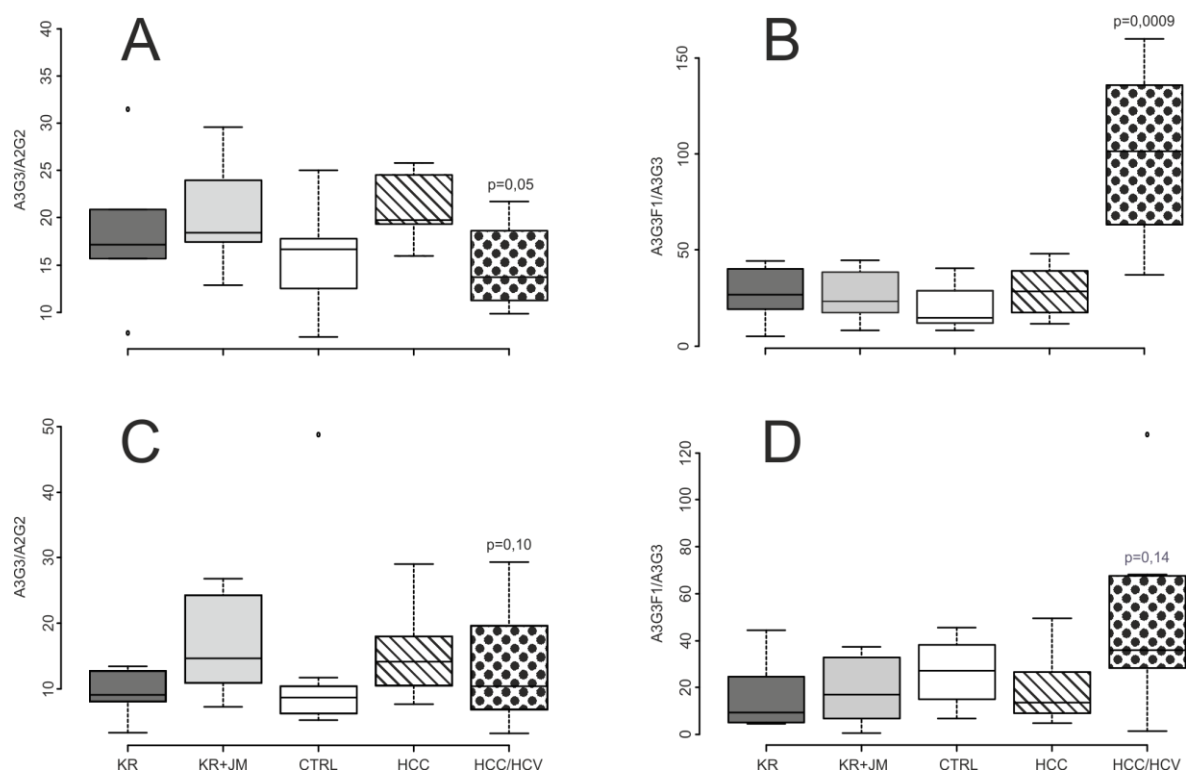 A
A3G3/A2G2
40
35
30
25
20
15
10
p=0,05
B
A3G3F1/A3G3
150
100
50
0
p=0,0009
C
A3G3/A2G2
50
40
30
20
10
p=0,10
KR KR+JM CTRL HCC HCC/HCV
D
A3G3F1/A3G3
120
100
80
60
40
20
0
p=0,14
KR KR+JM CTRL HCC HCC/HCV